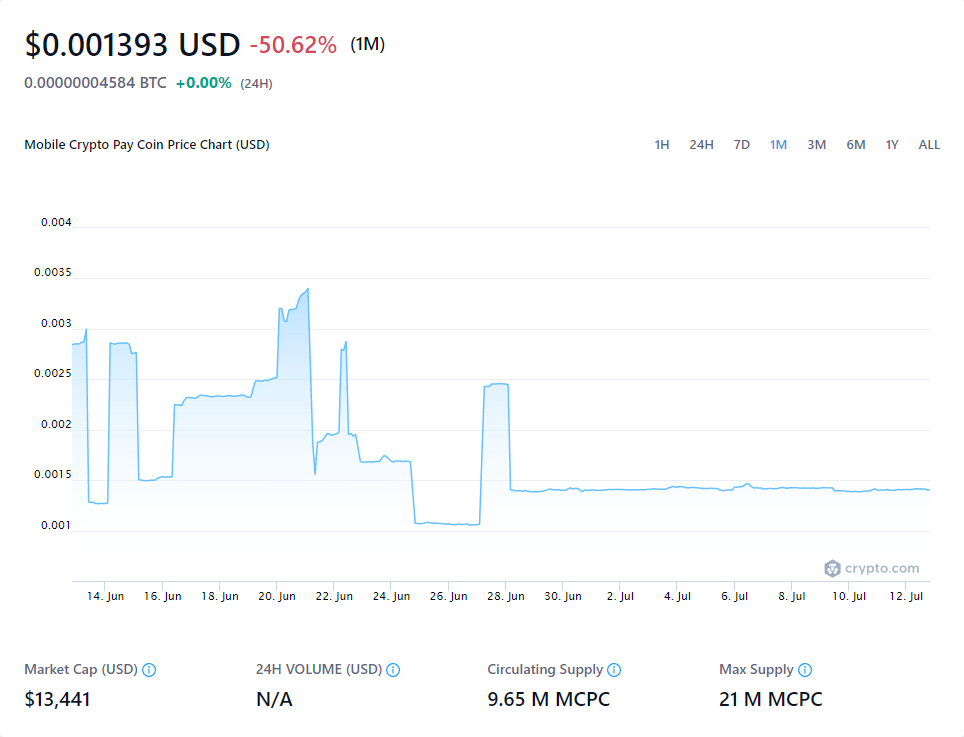 $0.001393 USD -50.62% (1M)
0.00000004584 BTC +0.00% (24H)
Mobile Crypto Pay Coin Price Chart (USD)
1H 24H 7D 1M 3M 6M 1Y ALL
0.004
0.0035
0.003
0.0025
0.002
0.0015
0.001
crypto.com
14. Jun 16. Jun 18. Jun 20. Jun 22. Jun 24. Jun 26. Jun 28. Jun 30. Jun 2. Jul 4. Jul 6. Jul 8. Jul 10. Jul 12. Jul
Market Cap (USD) 24H VOLUME (USD) Circulating Supply Max Supply
$13,441 N/A 9.65 M MCPC 21 M MCPC